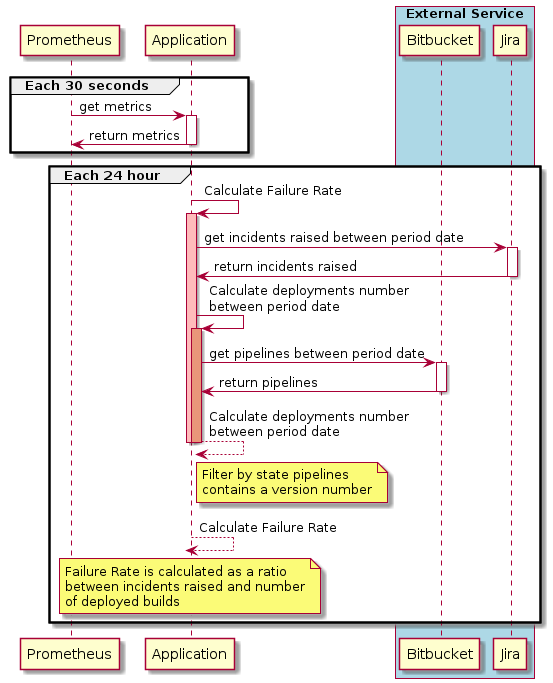 External Service
Prometheus
Application
Bitbucket
Jira
Each 30 seconds
get metrics
return metrics
Each 24 hour
Calculate Failure Rate
get incidents raised between period date
return incidents raised
Calculate deployments number
between period date
get pipelines between period date
return pipelines
Calculate deployments number
between period date
Filter by state pipelines
contains a version number
Calculate Failure Rate
Failure Rate is calculated as a ratio
between incidents raised and number
of deployed builds
Prometheus
Application
Bitbucket
Jira